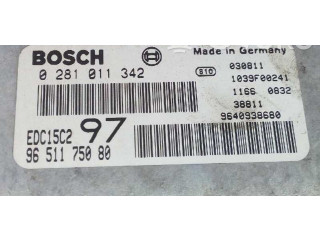 BOSCH
Made in Germany
0 281 011 342
S10
030811
1039F00241
1166 0832
38811
9640938680
EDC15C2 97
96 511 750 80